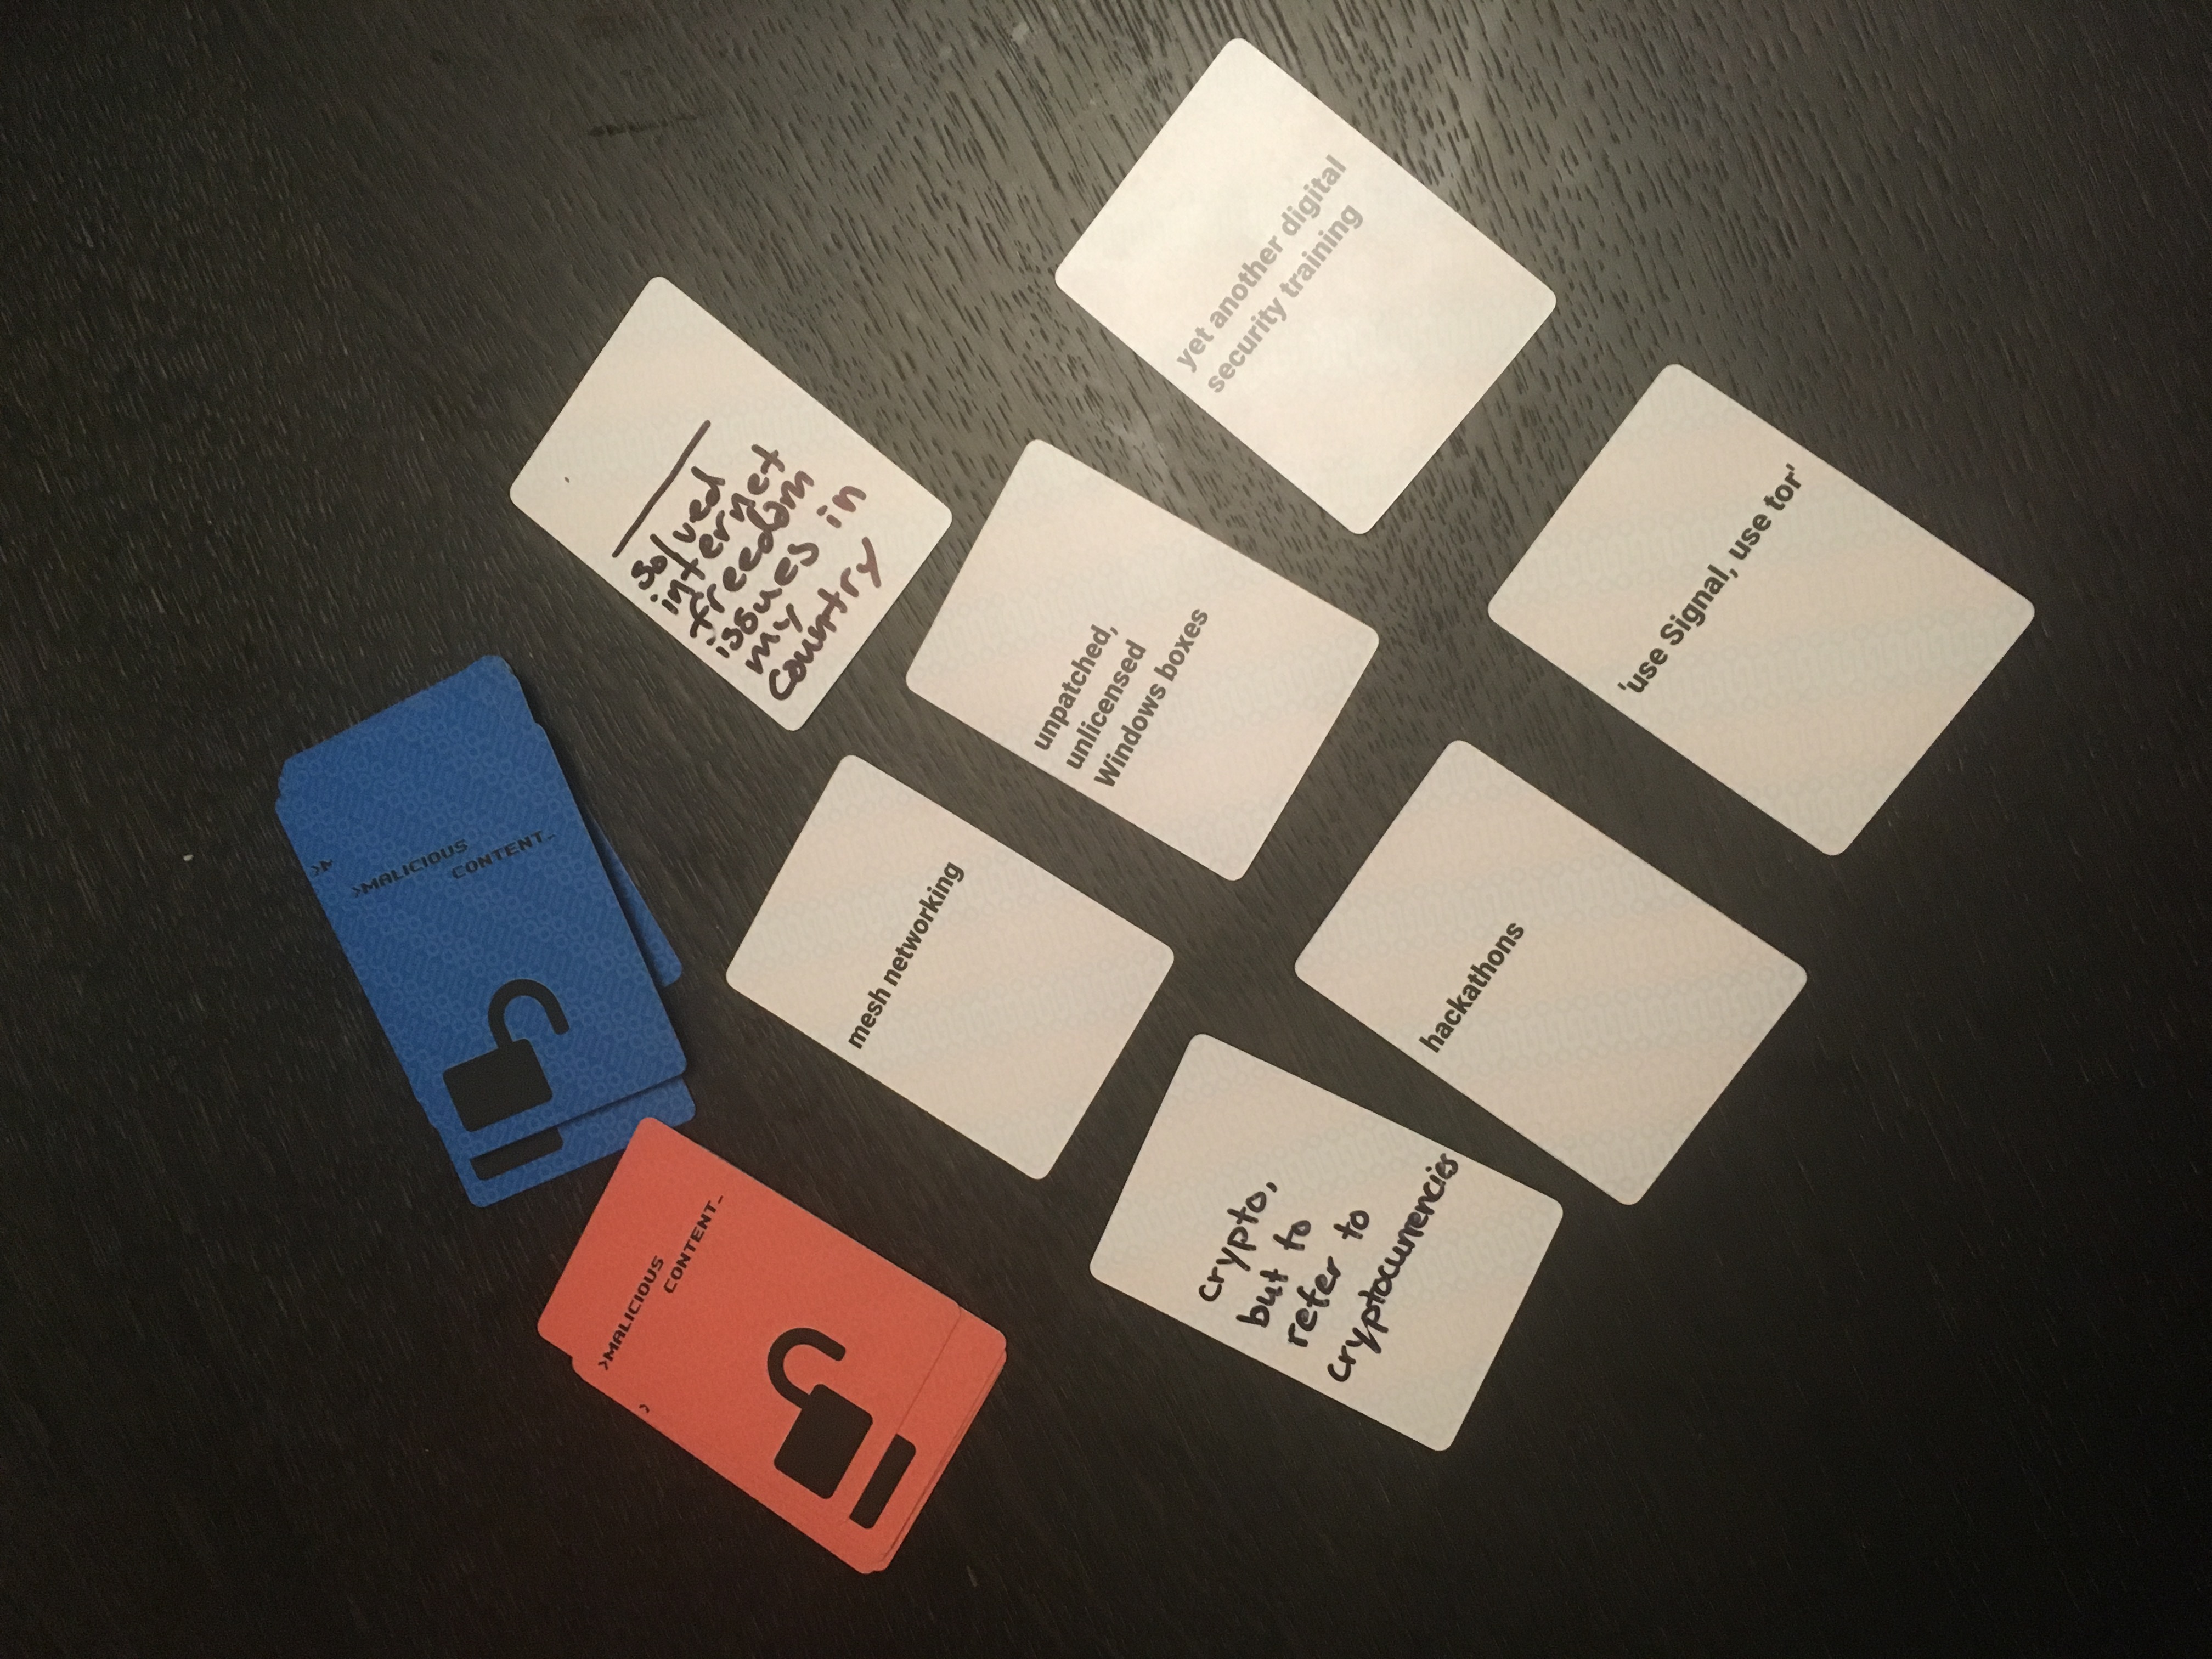 >M
>MALICIOUS
CONTENT_
>MALICIOUS
CONTENT_
>
solved
internet
freedom
issues in
my
country
mesh networking
unpatched,
unlicensed
Windows boxes
yet another digital
security training
crypto,
but to
refer to
cryptocurrencies
hackathons
'use Signal, use tor'